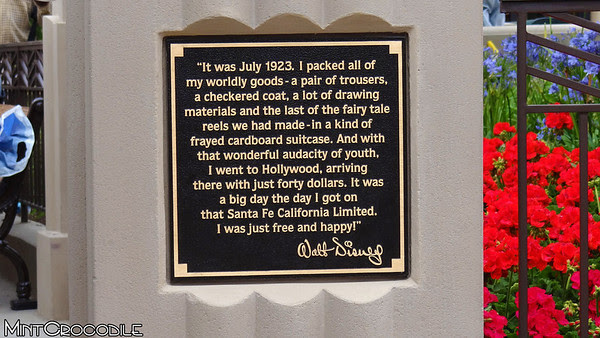 “It was July 1923. I packed all of
my worldly goods - a pair of trousers,
a checkered coat, a lot of drawing
materials and the last of the fairy tale
reels we had made - in a kind of
frayed cardboard suitcase. And with
that wonderful audacity of youth,
I went to Hollywood, arriving
there with just forty dollars. It was
a big day the day I got on
that Santa Fe California Limited.
I was just free and happy!”
Walt Disney
MintCrocodile